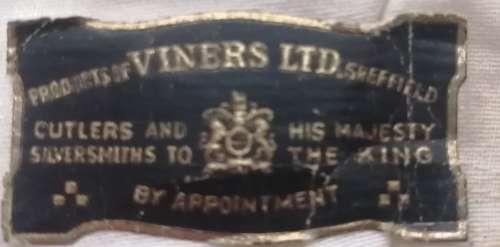 PRODUCTS OF VINERS LTD. SHEFFIELD
CUTLERS AND HIS MAJESTY
SILVERSMITHS TO THE KING
BY APPOINTMENT